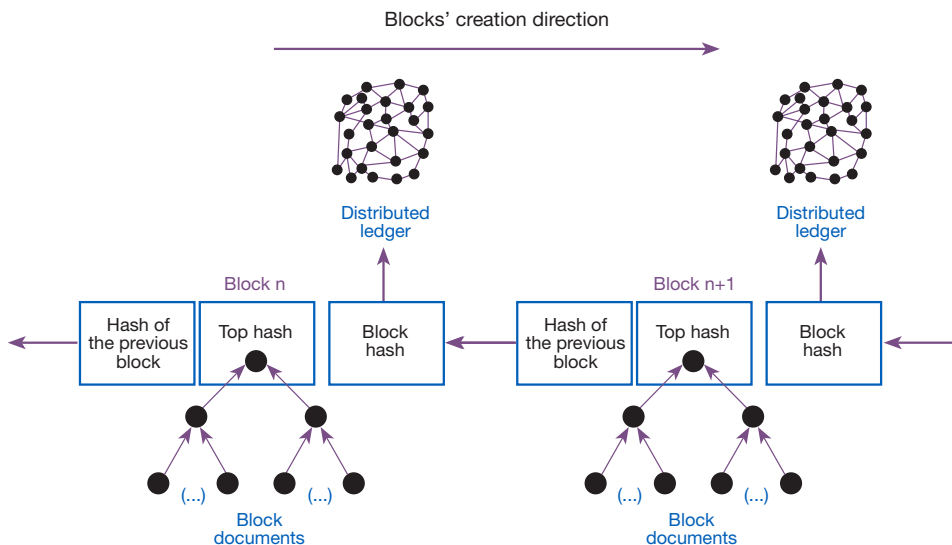 Blocks’ creation direction
Distributed
ledger
Distributed
ledger
Block n
Block n+1
Hash of
the previous
block
Top hash
Block
hash
Hash of
the previous
block
Top hash
Block
hash
(...)
(...)
(...)
(...)
Block
documents
Block
documents